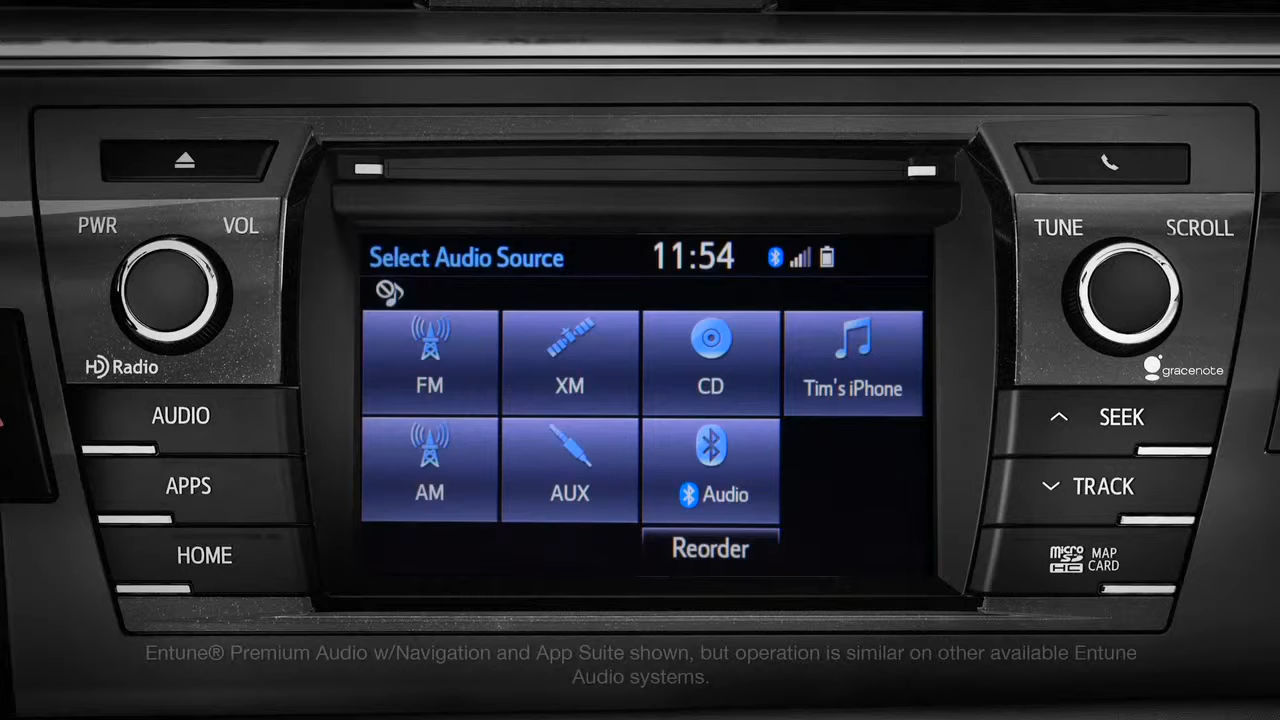 PWR
VOL
TUNE
SCROLL
Select Audio Source
11:54
FM
XM
CD
Tim's iPhone
AM
AUX
Audio
Reorder
HD Radio
gracenote
AUDIO
SEEK
APPS
TRACK
HOME
micro SD HC
MAP CARD
Entune® Premium Audio w/Navigation and App Suite shown, but operation is similar on other available Entune
Audio systems.